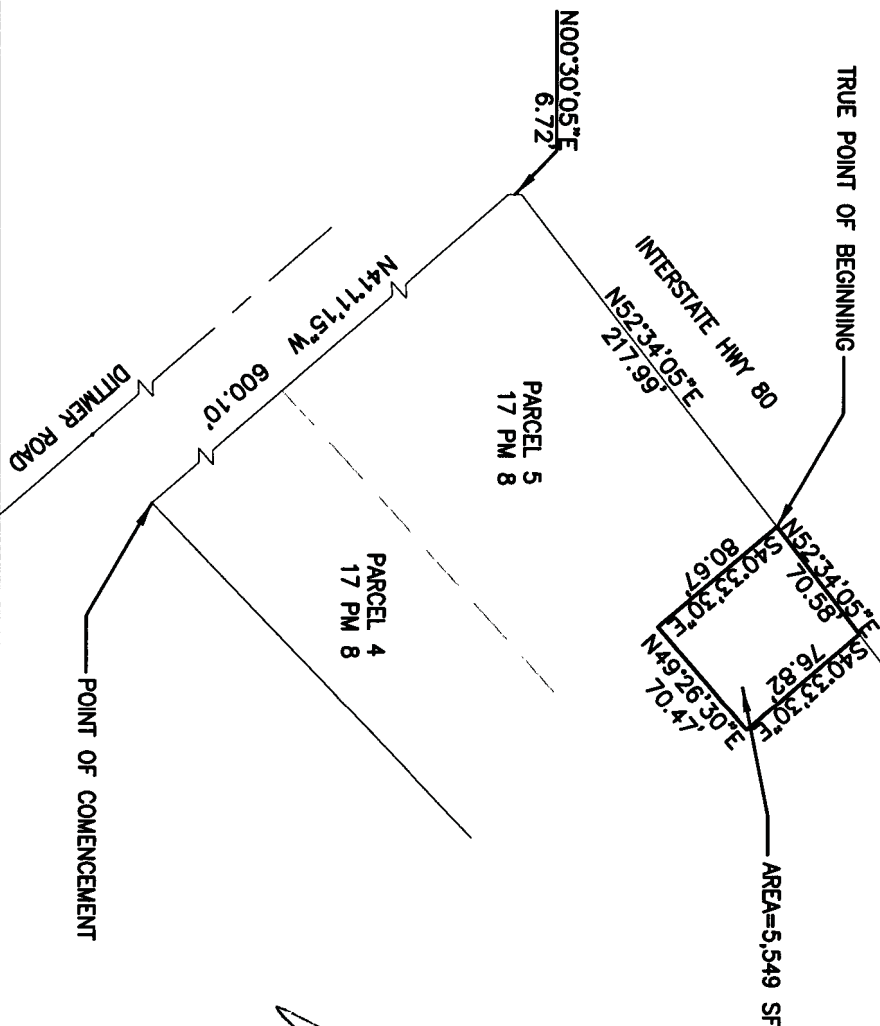 TRUE POINT OF BEGINNING
N00°30'05"E
6.72'
INTERSTATE HWY 80
N52°34'05"E
217.99'
N52°34'05"E
70.58'
S40°33'30"E
80.67'
S40°33'30"E
76.82'
N49°26'30"E
70.47'
AREA=5,549 SF
PARCEL 5
17 PM 8
N41°11'15"W
600.10'
PARCEL 4
17 PM 8
DITTMER ROAD
POINT OF COMENCEMENT